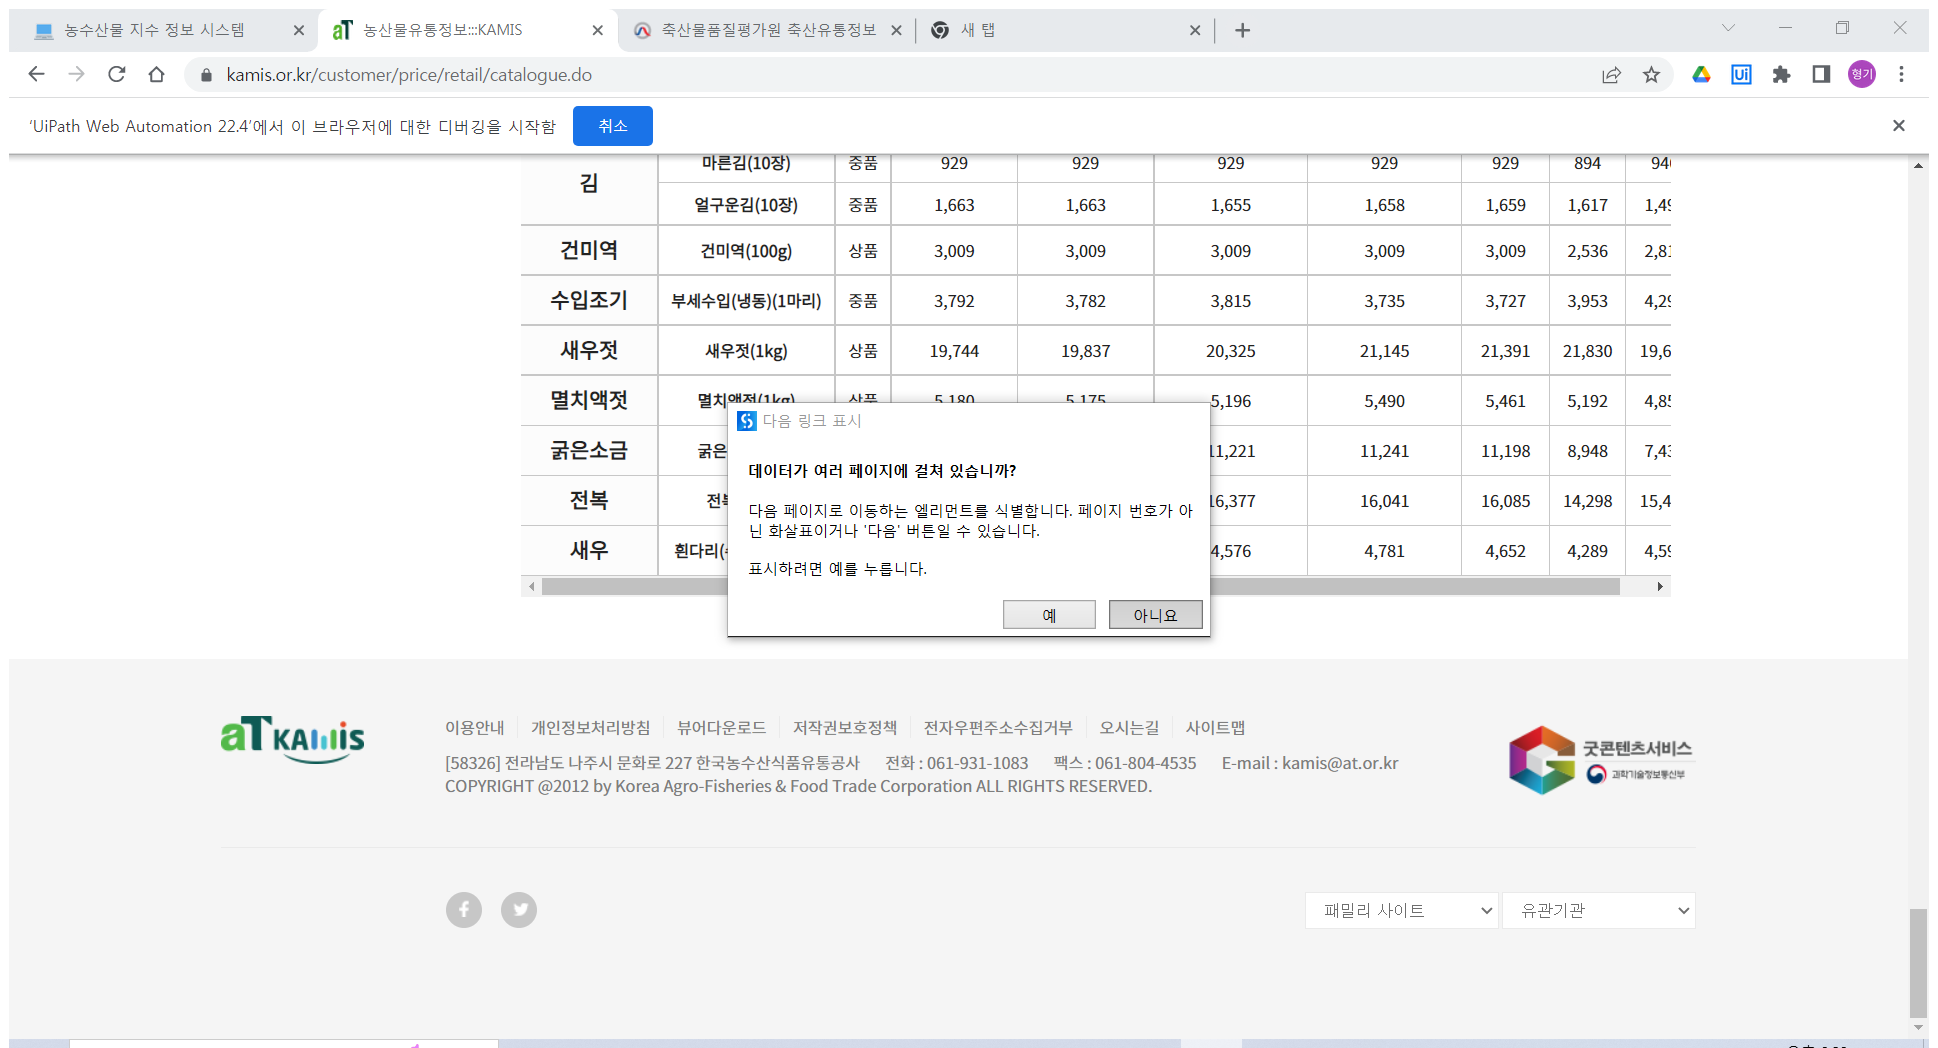 농수산물 지수 정보 시스템
농산물유통정보:::KAMIS
축산물품질평가원 축산유통정보
새 탭
kamis.or.kr/customer/price/retail/catalogue.do
Ui
형기
'UiPath Web Automation 22.4'에서 이 브라우저에 대한 디버깅을 시작함
취소
김 마른김(10장) 중품 929 929 929 929 929 894
얼구운김(10장) 중품 1,663 1,663 1,655 1,658 1,659 1,617 1,49
건미역 건미역(100g) 상품 3,009 3,009 3,009 3,009 3,009 2,536 2,81
수입조기 부세수입(냉동)(1마리) 중품 3,792 3,782 3,815 3,735 3,727 3,953 4,29
새우젓 새우젓(1kg) 상품 19,744 19,837 20,325 21,145 21,391 21,830 19,6
멸치액젓 멸치액젓(1kg) 상품 5,180 5,175 5,196 5,490 5,461 5,192 4,85
굵은소금 굵은 11,221 11,241 11,198 8,948 7,43
전복 전복 16,377 16,041 16,085 14,298 15,4
새우 흰다리( 4,576 4,781 4,652 4,289 4,59
다음 링크 표시
데이터가 여러 페이지에 걸쳐 있습니까?
다음 페이지로 이동하는 엘리먼트를 식별합니다. 페이지 번호가 아
닌 화살표이거나 '다음' 버튼일 수 있습니다.
표시하려면 예를 누릅니다.
예
아니요
aT KAMIS
이용안내 개인정보처리방침 뷰어다운로드 저작권보호정책 전자우편주소수집거부 오시는길 사이트맵
[58326] 전라남도 나주시 문화로 227 한국농수산식품유통공사 전화 : 061-931-1083 팩스 : 061-804-4535 E-mail : kamis@at.or.kr
COPYRIGHT @2012 by Korea Agro-Fisheries & Food Trade Corporation ALL RIGHTS RESERVED.
굿콘텐츠서비스
과학기술정보통신부
패밀리 사이트
유관기관